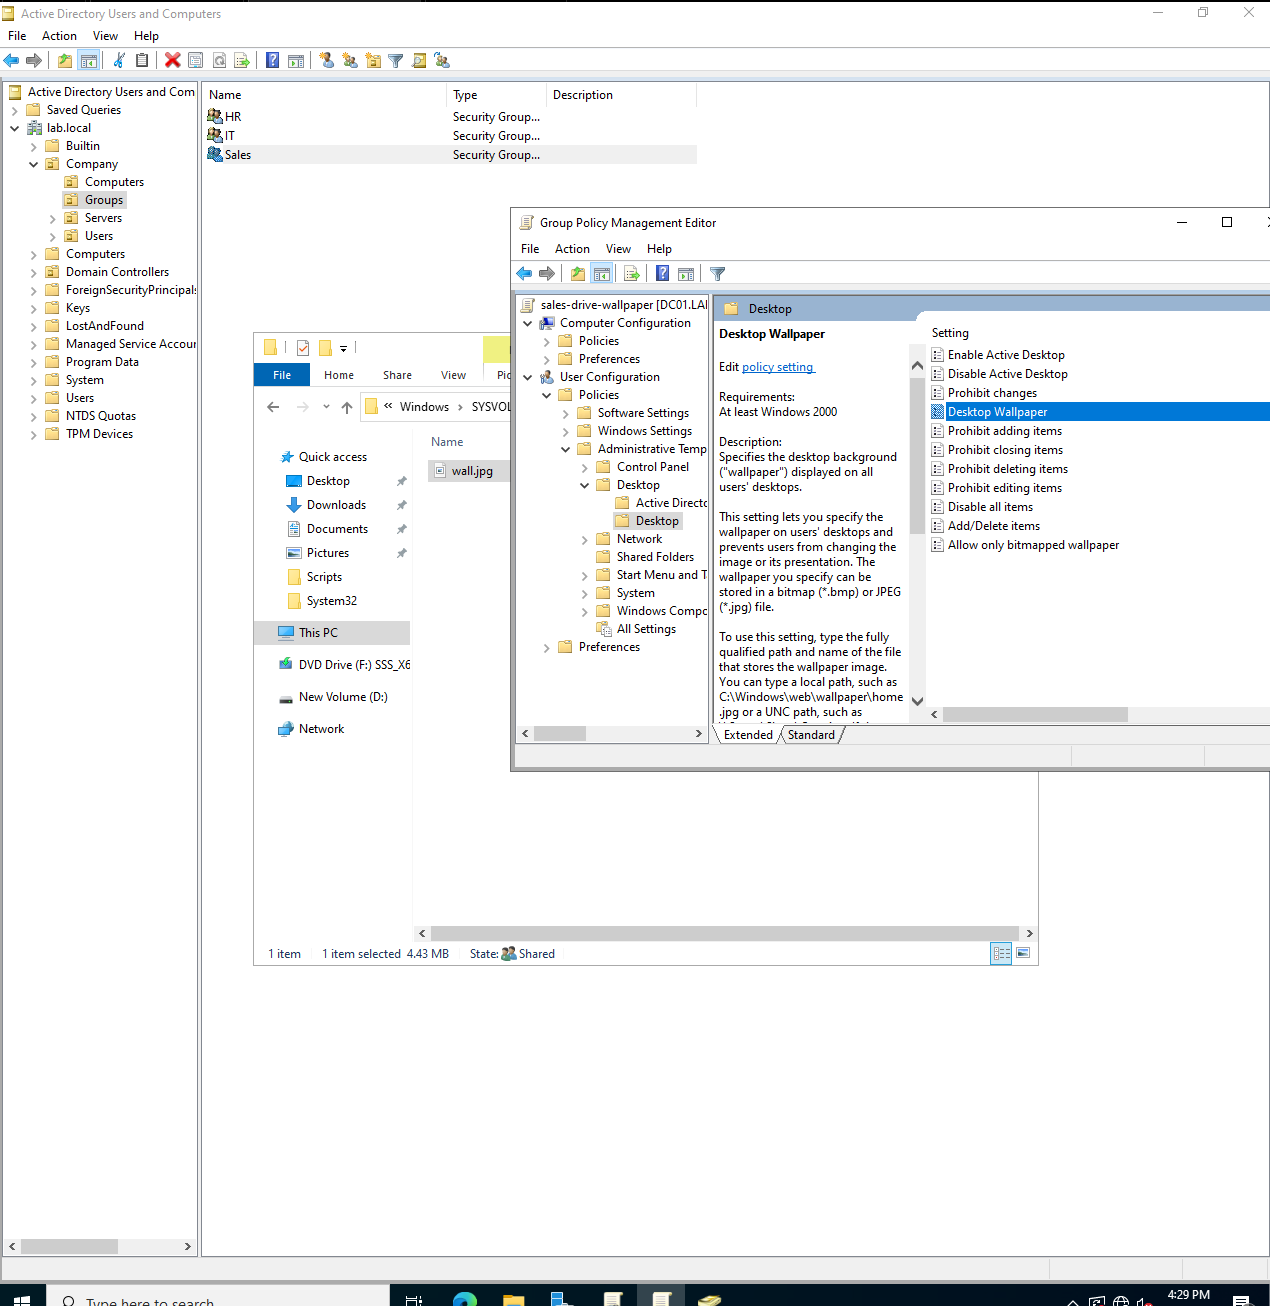 Active Directory Users and Computers
File Action View Help
Active Directory Users and Com
Saved Queries
lab.local
Builtin
Company
Computers
Groups
Servers
Users
Computers
Domain Controllers
ForeignSecurityPrincipals
Keys
LostAndFound
Managed Service Accour
Program Data
System
Users
NTDS Quotas
TPM Devices
Name Type Description
HR Security Group...
IT Security Group...
Sales Security Group...
File Home Share View Pic
« Windows > SYSVOL
Quick access
Desktop
Downloads
Documents
Pictures
Scripts
System32
This PC
DVD Drive (F:) SSS_X6
New Volume (D:)
Network
Name
wall.jpg
1 item 1 item selected 4.43 MB State: Shared
Group Policy Management Editor
File Action View Help
sales-drive-wallpaper [DC01.LA
Computer Configuration
Policies
Preferences
User Configuration
Policies
Software Settings
Windows Settings
Administrative Temp
Control Panel
Desktop
Active Directo
Desktop
Network
Shared Folders
Start Menu and T
System
Windows Compo
All Settings
Preferences
Desktop
Desktop Wallpaper
Edit policy setting
Requirements:
At least Windows 2000
Description:
Specifies the desktop background
("wallpaper") displayed on all
users' desktops.
This setting lets you specify the
wallpaper on users' desktops and
prevents users from changing the
image or its presentation. The
wallpaper you specify can be
stored in a bitmap (*.bmp) or JPEG
(*.jpg) file.
To use this setting, type the fully
qualified path and name of the file
that stores the wallpaper image.
You can type a local path, such as
C:\Windows\web\wallpaper\home
.jpg or a UNC path, such as
Setting
Enable Active Desktop
Disable Active Desktop
Prohibit changes
Desktop Wallpaper
Prohibit adding items
Prohibit closing items
Prohibit deleting items
Prohibit editing items
Disable all items
Add/Delete items
Allow only bitmapped wallpaper
Extended Standard
Type here to search
4:29 PM